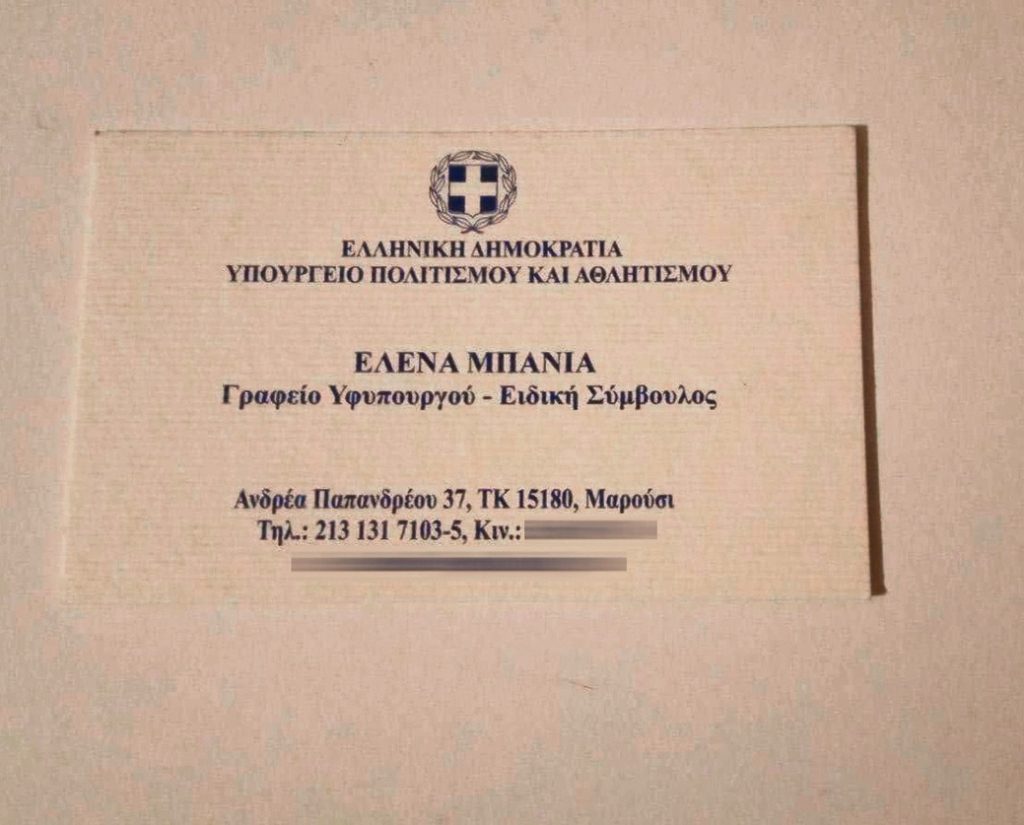 ΕΛΛΗΝΙΚΗ ΔΗΜΟΚΡΑΤΙΑ
ΥΠΟΥΡΓΕΙΟ ΠΟΛΙΤΙΣΜΟΥ ΚΑΙ ΑΘΛΗΤΙΣΜΟΥ
ΕΛΕΝΑ ΜΠΑΝΙΑ
Γραφείο Υφυπουργού - Ειδική Σύμβουλος
Ανδρέα Παπανδρέου 37, ΤΚ 15180, Μαρούσι
Τηλ.: 213 131 7103-5, Κιν.: